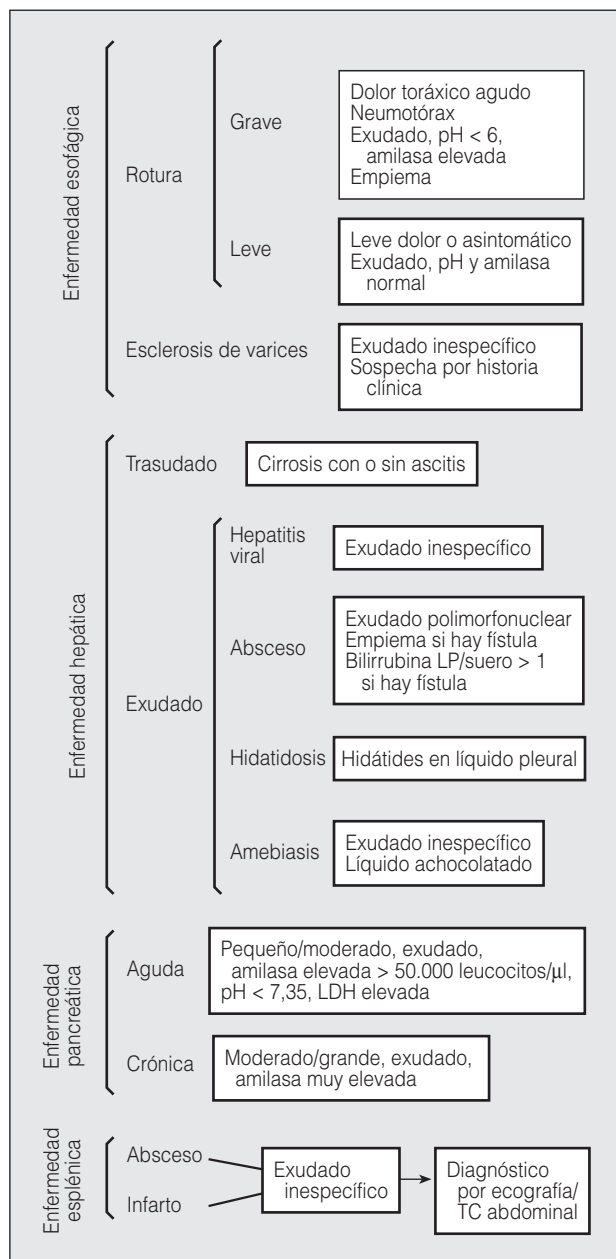 Enfermedad esofágica
Rotura
Grave
Dolor toráxico agudo
Neumotórax
Exudado, pH < 6,
amilasa elevada
Empiema
Leve
Leve dolor o asintomático
Exudado, pH y amilasa
normal
Esclerosis de varices
Exudado inespecífico
Sospecha por historia
clínica
Enfermedad hepática
Trasudado
Cirrosis con o sin ascitis
Exudado
Hepatitis
viral
Exudado inespecífico
Absceso
Exudado polimorfonuclear
Empiema si hay fístula
Bilirrubina LP/suero > 1
si hay fístula
Hidatidosis
Hidátides en líquido pleural
Amebiasis
Exudado inespecífico
Líquido achocolatado
Enfermedad
pancreática
Aguda
Pequeño/moderado, exudado,
amilasa elevada > 50.000 leucocitos/µl,
pH < 7,35, LDH elevada
Crónica
Moderado/grande, exudado,
amilasa muy elevada
Enfermedad
esplénica
Absceso
Infarto
Exudado
inespecífico
Diagnóstico
por ecografía/
TC abdominal